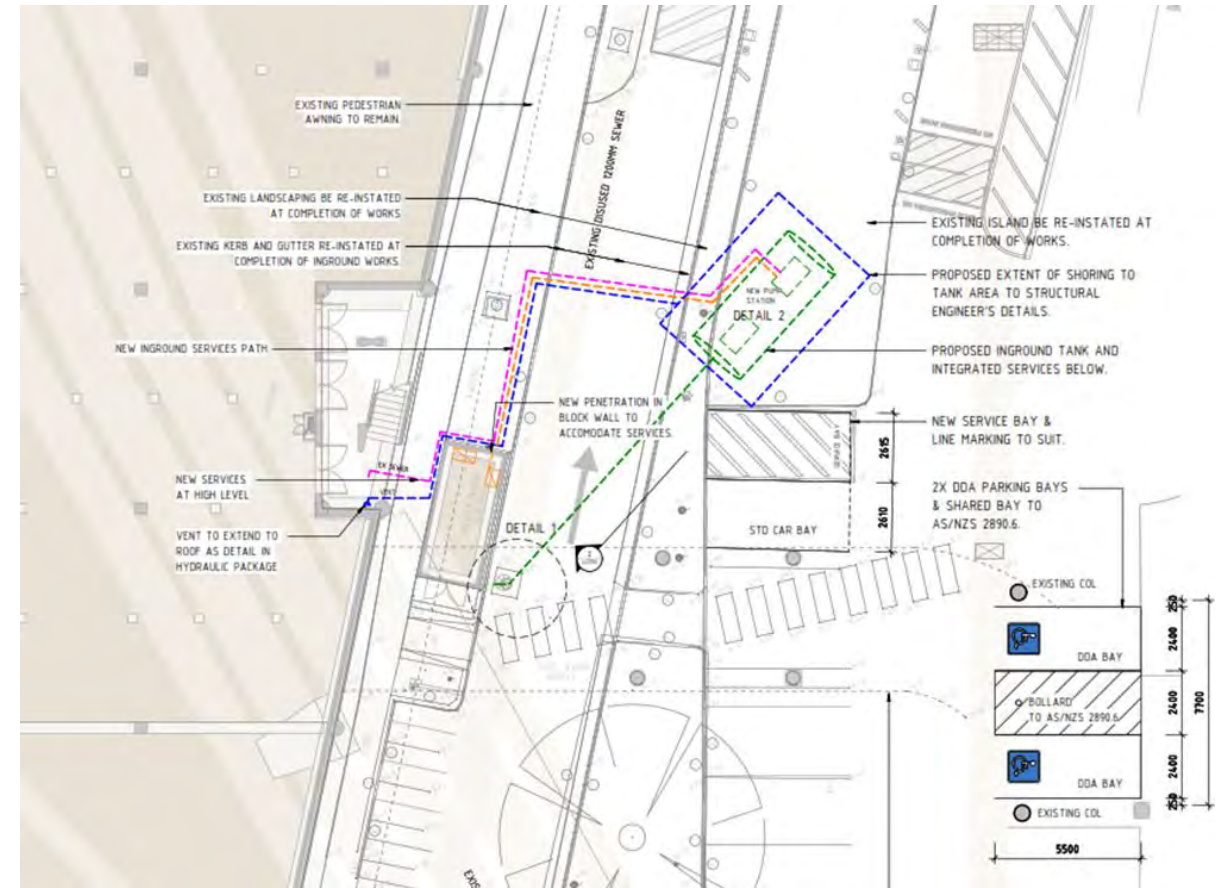 EXISTING PEDESTRIAN
AWNING TO REMAIN.
EXISTING DISUSED 1200MM SEWER
EXISTING LANDSCAPING BE RE-INSTATED
AT COMPLETION OF WORKS
EXISTING KERB AND GUTTER RE-INSTATED AT
COMPLETION OF INGROUND WORKS.
NEW INGROUND SERVICES PATH
NEW PENETRATION IN
BLOCK WALL TO
ACCOMODATE SERVICES.
EX SEWER
VENT
NEW SERVICES
AT HIGH LEVEL
VENT TO EXTEND TO
ROOF AS DETAIL IN
HYDRAULIC PACKAGE
DETAIL 1
NEW PUMP
STATION
DETAIL 2
EXISTING ISLAND BE RE-INSTATED AT
COMPLETION OF WORKS.
PROPOSED EXTENT OF SHORING TO
TANK AREA TO STRUCTURAL
ENGINEER'S DETAILS.
PROPOSED INGROUND TANK AND
INTEGRATED SERVICES BELOW.
NEW SERVICE BAY &
LINE MARKING TO SUIT.
SERVICE BAY
2615
2610
STD CAR BAY
2X DDA PARKING BAYS
& SHARED BAY TO
AS/NZS 2890.6.
EXISTING COL
DDA BAY
BOLLARD
TO AS/NZS 2890.6.
DDA BAY
EXISTING COL
250
2400
2400
2400
250
7700
5500